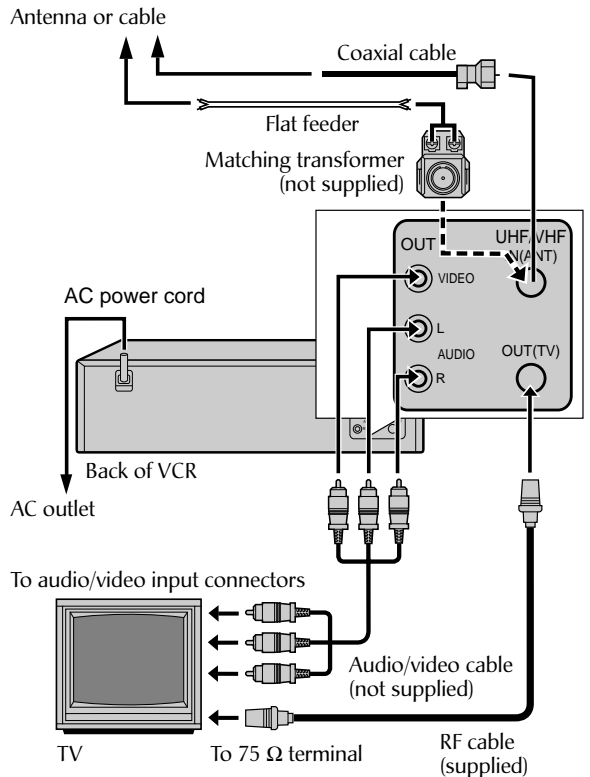 Antenna or cable
Coaxial cable
Flat feeder
Matching transformer
(not supplied)
OUT
UHF/VHF
IN(ANT)
VIDEO
AC power cord
L
AUDIO
OUT(TV)
R
Back of VCR
AC outlet
To audio/video input connectors
Audio/video cable
(not supplied)
TV
To 75 Ω terminal
RF cable
(supplied)